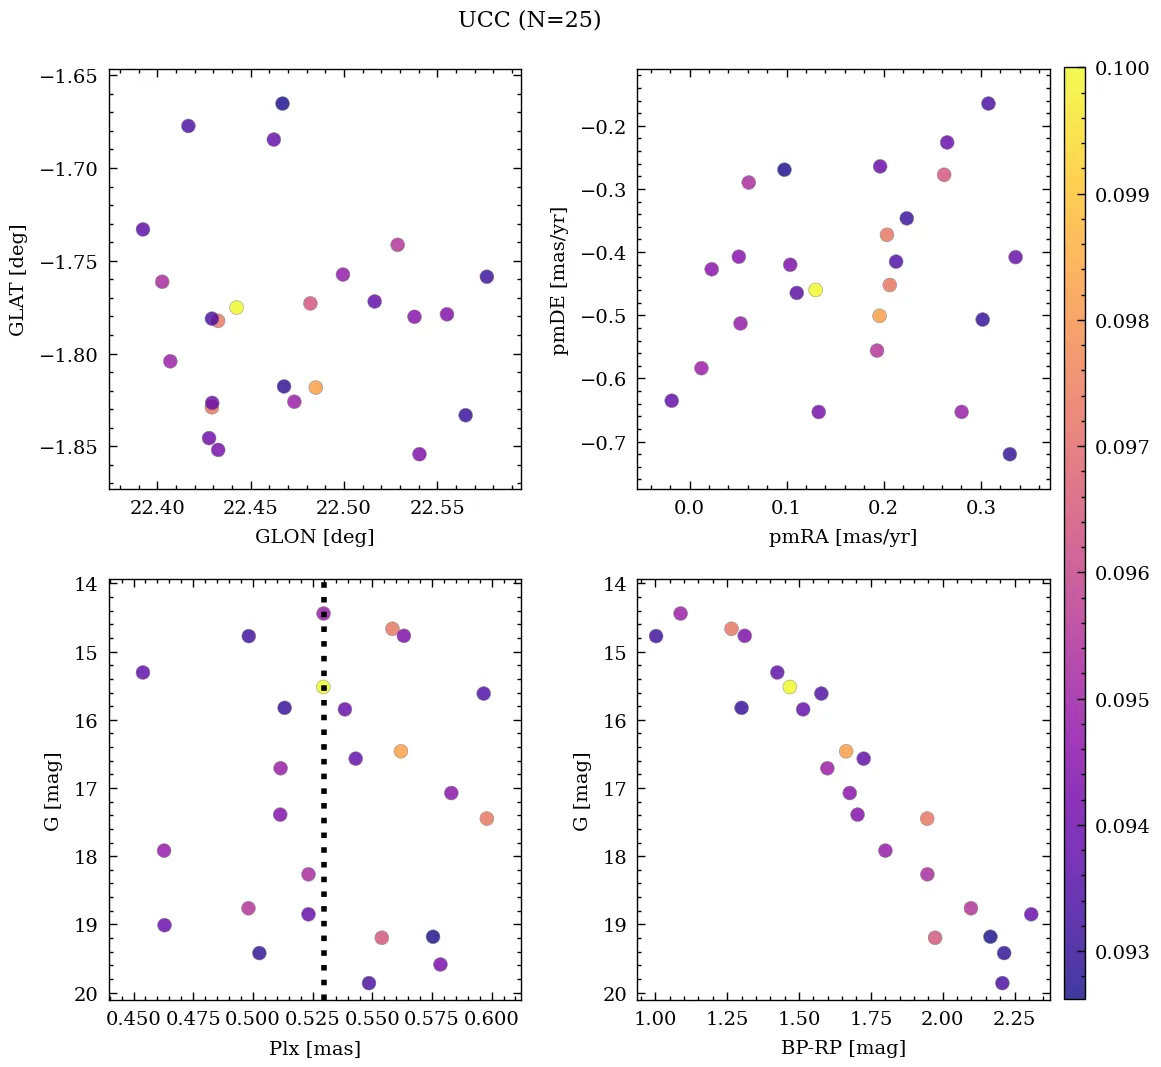 UCC (N=25)
−1.65
−1.70
−1.75
−1.80
−1.85
GLAT [deg]
22.40 22.45 22.50 22.55
GLON [deg]
−0.2
−0.3
−0.4
−0.5
−0.6
−0.7
pmDE [mas/yr]
0.0 0.1 0.2 0.3
pmRA [mas/yr]
14
15
16
17
18
19
20
G [mag]
0.450 0.475 0.500 0.525 0.550 0.575 0.600
Plx [mas]
14
15
16
17
18
19
20
G [mag]
1.00 1.25 1.50 1.75 2.00 2.25
BP-RP [mag]
0.100
0.099
0.098
0.097
0.096
0.095
0.094
0.093